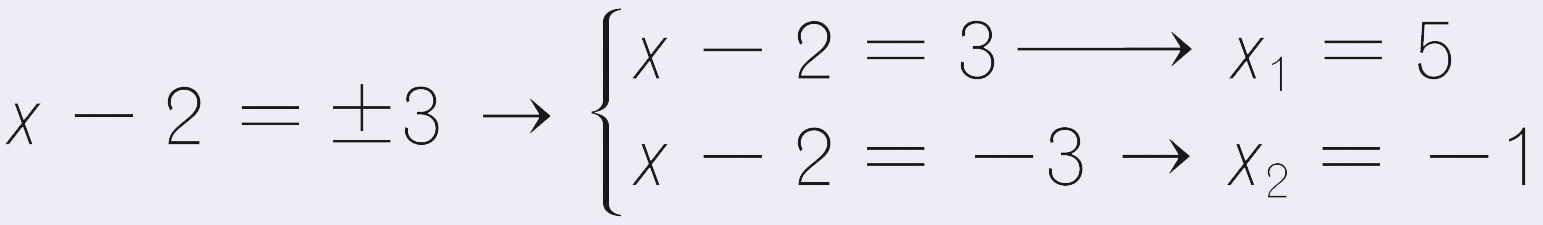 x − 2 = ±3 → { x − 2 = 3 ⟶ x₁ = 5
x − 2 = −3 → x₂ = −1